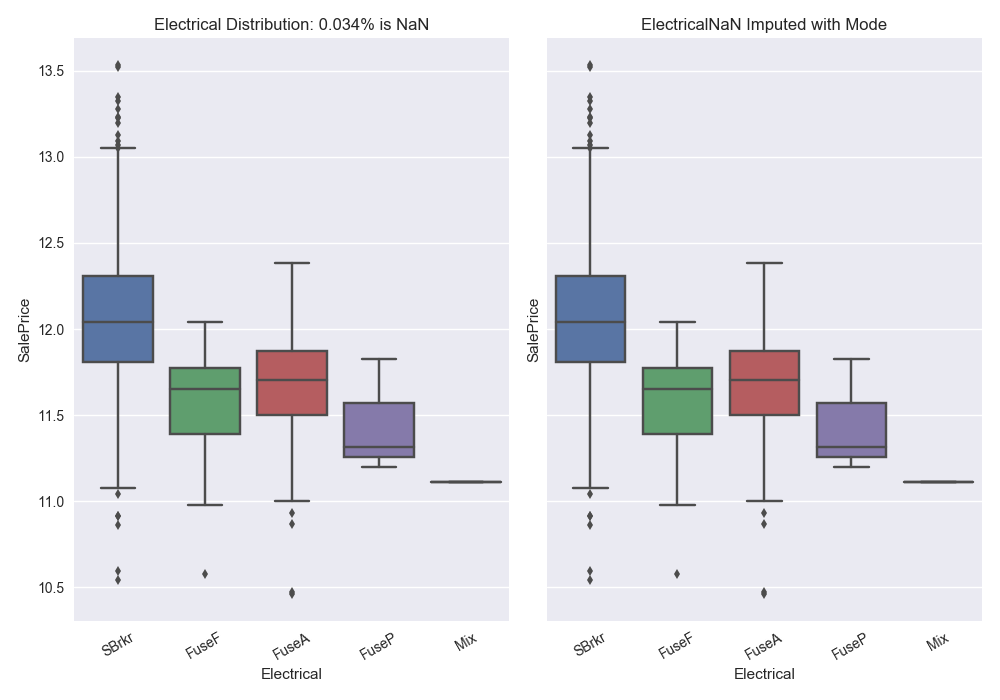 Electrical Distribution: 0.034% is NaN
ElectricalNaN Imputed with Mode
13.5
13.0
12.5
12.0
11.5
11.0
10.5
SalePrice
SalePrice
SBrkr
FuseF
FuseA
FuseP
Mix
SBrkr
FuseF
FuseA
FuseP
Mix
Electrical
Electrical